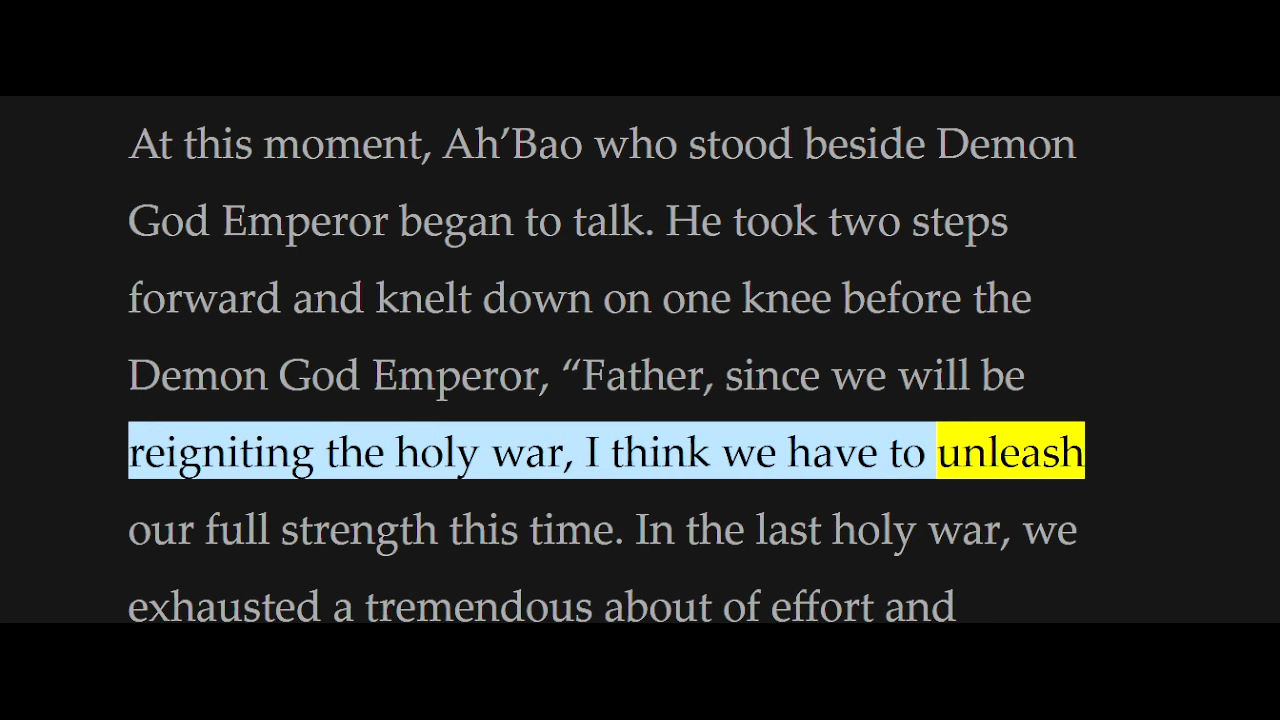 At this moment, Ah’Bao who stood beside Demon
God Emperor began to talk. He took two steps
forward and knelt down on one knee before the
Demon God Emperor, “Father, since we will be
reigniting the holy war, I think we have to unleash
our full strength this time. In the last holy war, we
exhausted a tremendous about of effort and